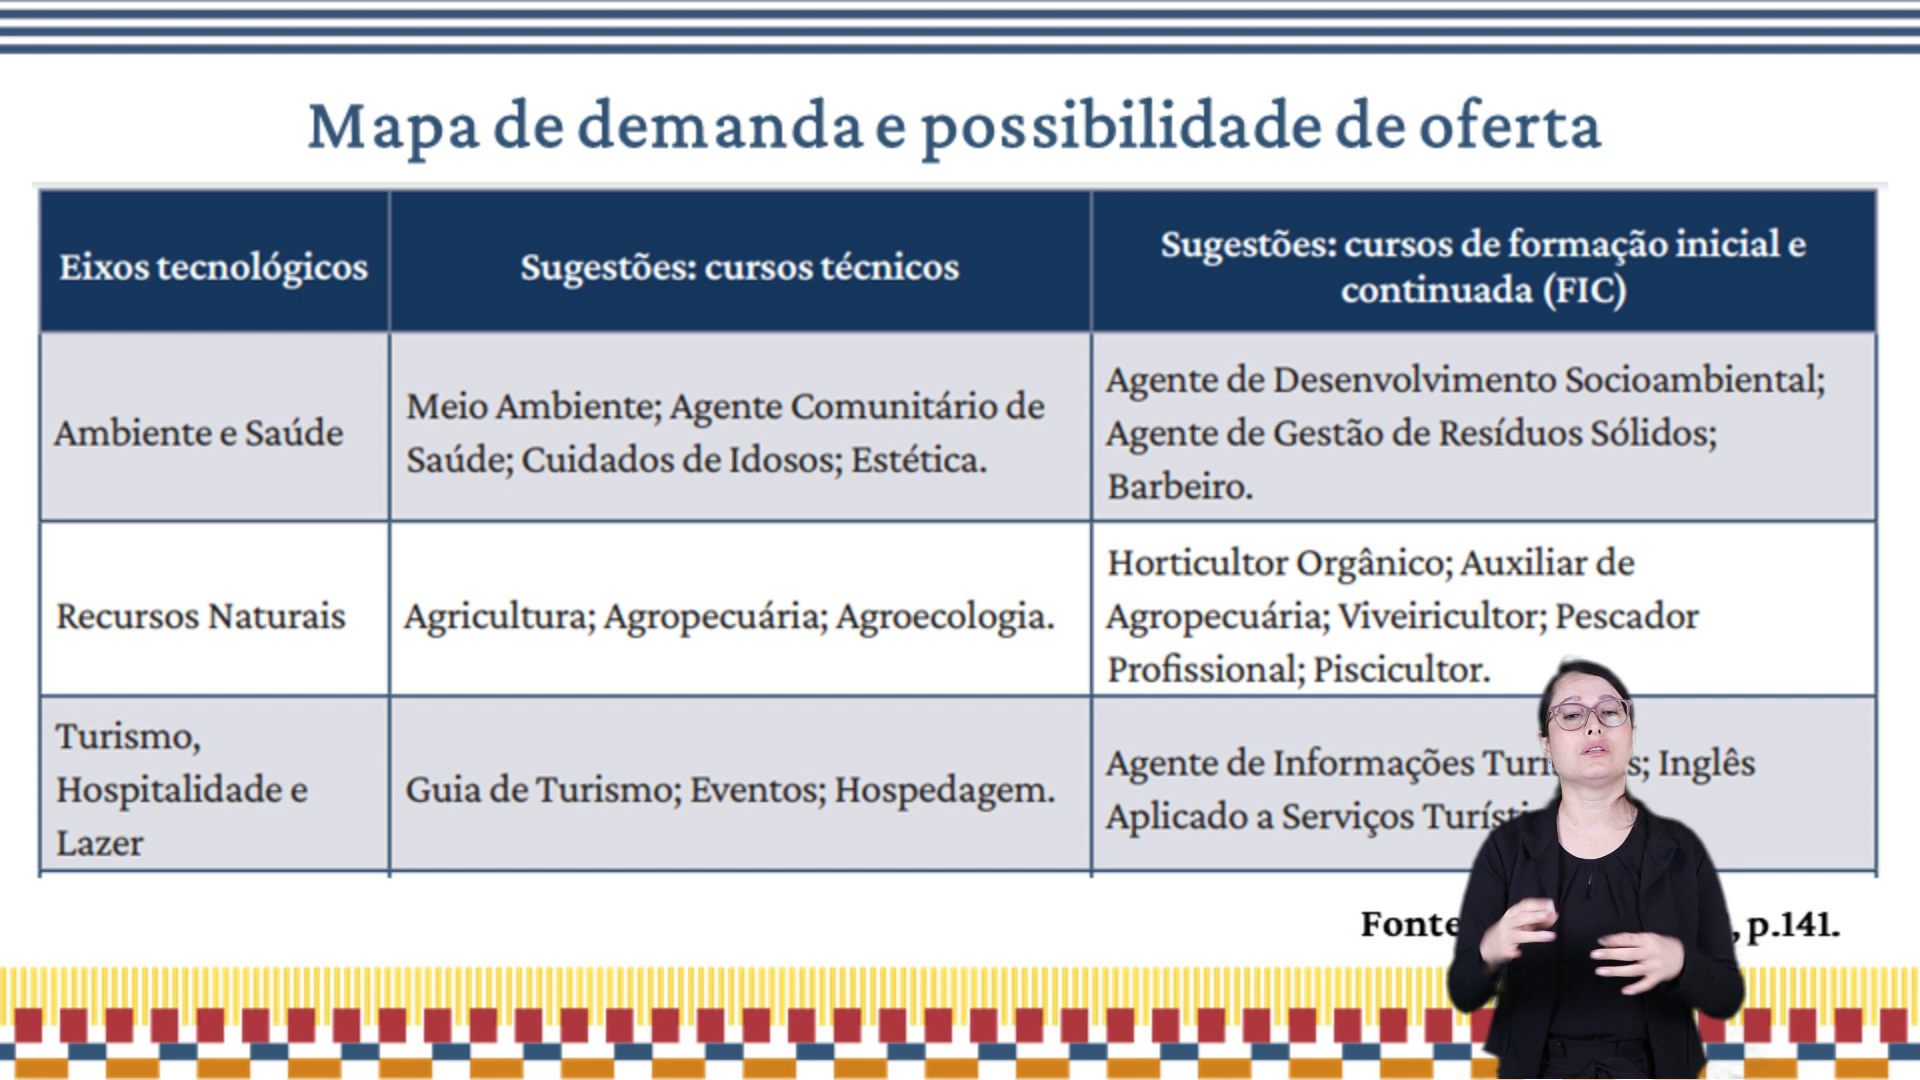 Mapa de demanda e possibilidade de oferta
Eixos tecnológicos
Sugestões: cursos técnicos
Sugestões: cursos de formação inicial e
continuada (FIC)
Ambiente e Saúde
Meio Ambiente; Agente Comunitário de
Saúde; Cuidados de Idosos; Estética.
Agente de Desenvolvimento Socioambiental;
Agente de Gestão de Resíduos Sólidos;
Barbeiro.
Recursos Naturais
Agricultura; Agropecuária; Agroecologia.
Horticultor Orgânico; Auxiliar de
Agropecuária; Viveiricultor; Pescador
Profissional; Piscicultor.
Turismo,
Hospitalidade e
Lazer
Guia de Turismo; Eventos; Hospedagem.
Agente de Informações Inglês
Aplicado a Serviços
Fonte , p.141.